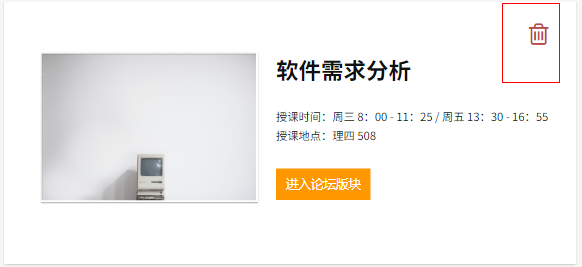 软件需求分析
授课时间：周三 8：00 - 11：25 / 周五 13：30 - 16：55
授课地点：理四 508
进入论坛版块